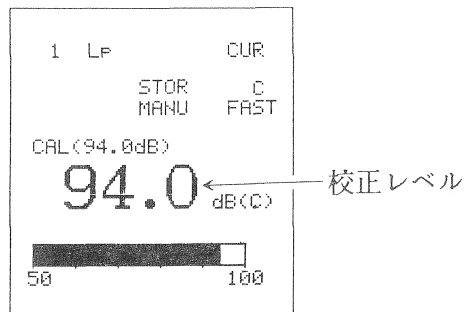 1 Lp CUR
STOR C
MANU FAST
CAL(94.0dB)
94.0 dB(C) 校正レベル
50 100